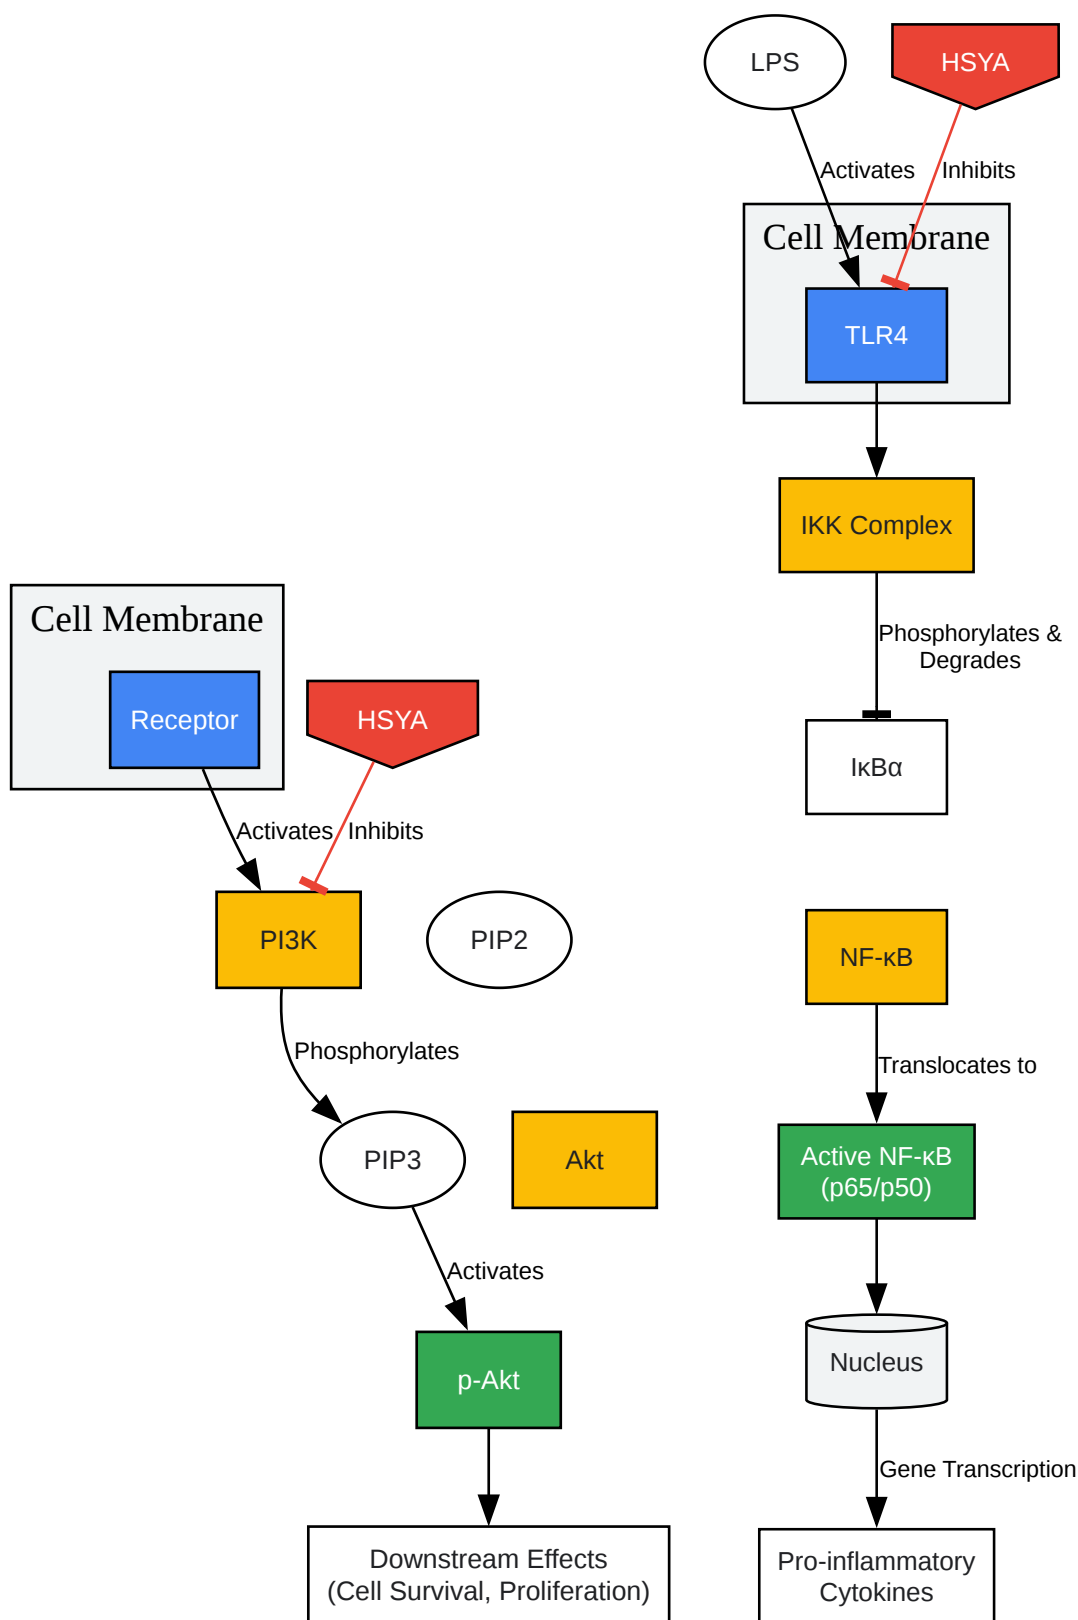 LPS
HSYA
Activates
Inhibits
Cell Membrane
TLR4
IKK Complex
Phosphorylates &
Degrades
IκBα
NF-κB
Translocates to
Active NF-κB
(p65/p50)
Nucleus
Gene Transcription
Pro-inflammatory
Cytokines
Cell Membrane
Receptor
HSYA
Activates
Inhibits
PI3K
PIP2
Phosphorylates
PIP3
Akt
Activates
p-Akt
Downstream Effects
(Cell Survival, Proliferation)